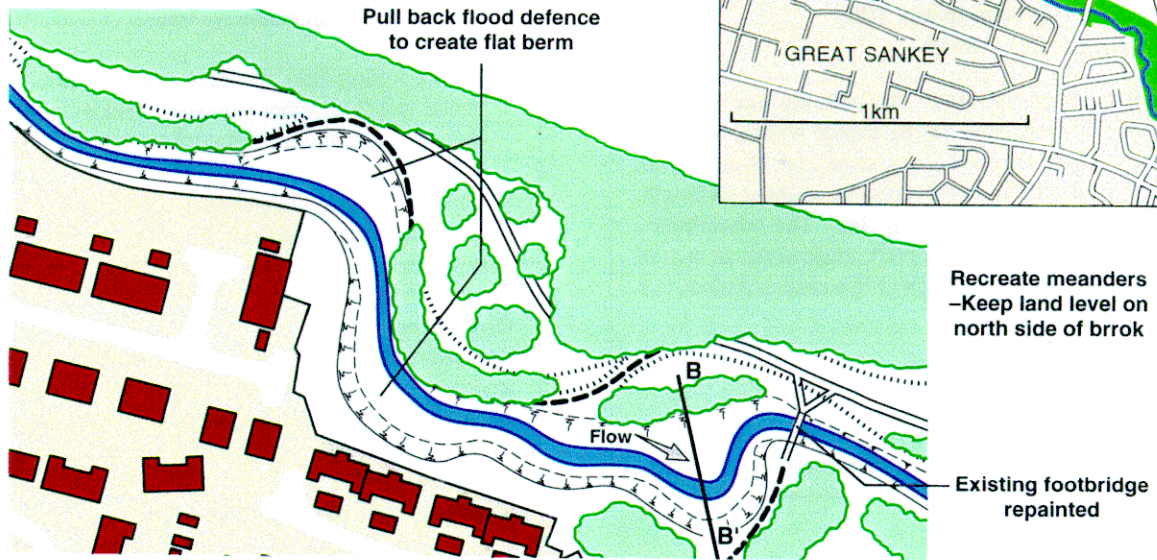 Pull back flood defence
to create flat berm
GREAT SANKEY
1km
Recreate meanders
–Keep land level on
north side of brrok
B
Flow
B'
Existing footbridge
repainted